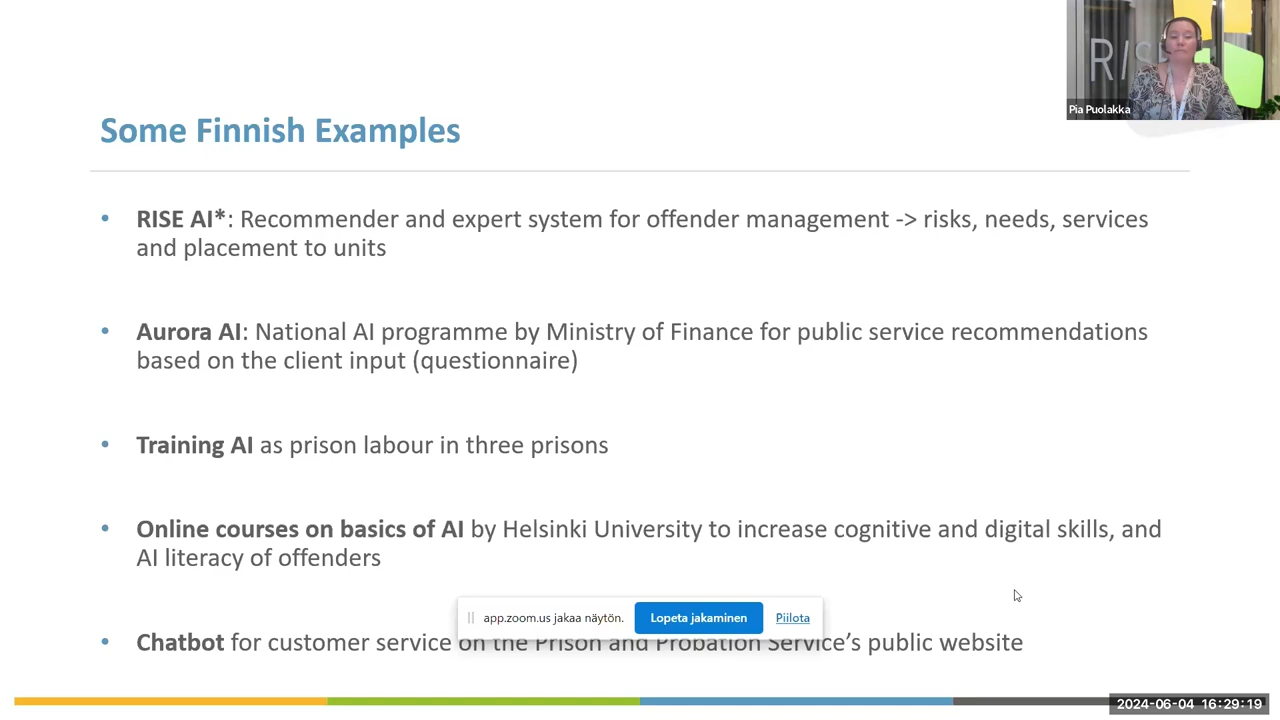 RIS
Pia Puolakka
Some Finnish Examples
• RISE AI*: Recommender and expert system for offender management -> risks, needs, services
and placement to units
• Aurora AI: National AI programme by Ministry of Finance for public service recommendations
based on the client input (questionnaire)
• Training AI as prison labour in three prisons
• Online courses on basics of AI by Helsinki University to increase cognitive and digital skills, and
AI literacy of offenders
app.zoom.us jakaa näytön. Lopeta jakaminen Piilota
• Chatbot for customer service on the Prison and Probation Service’s public website
2024-06-04 16:29:19